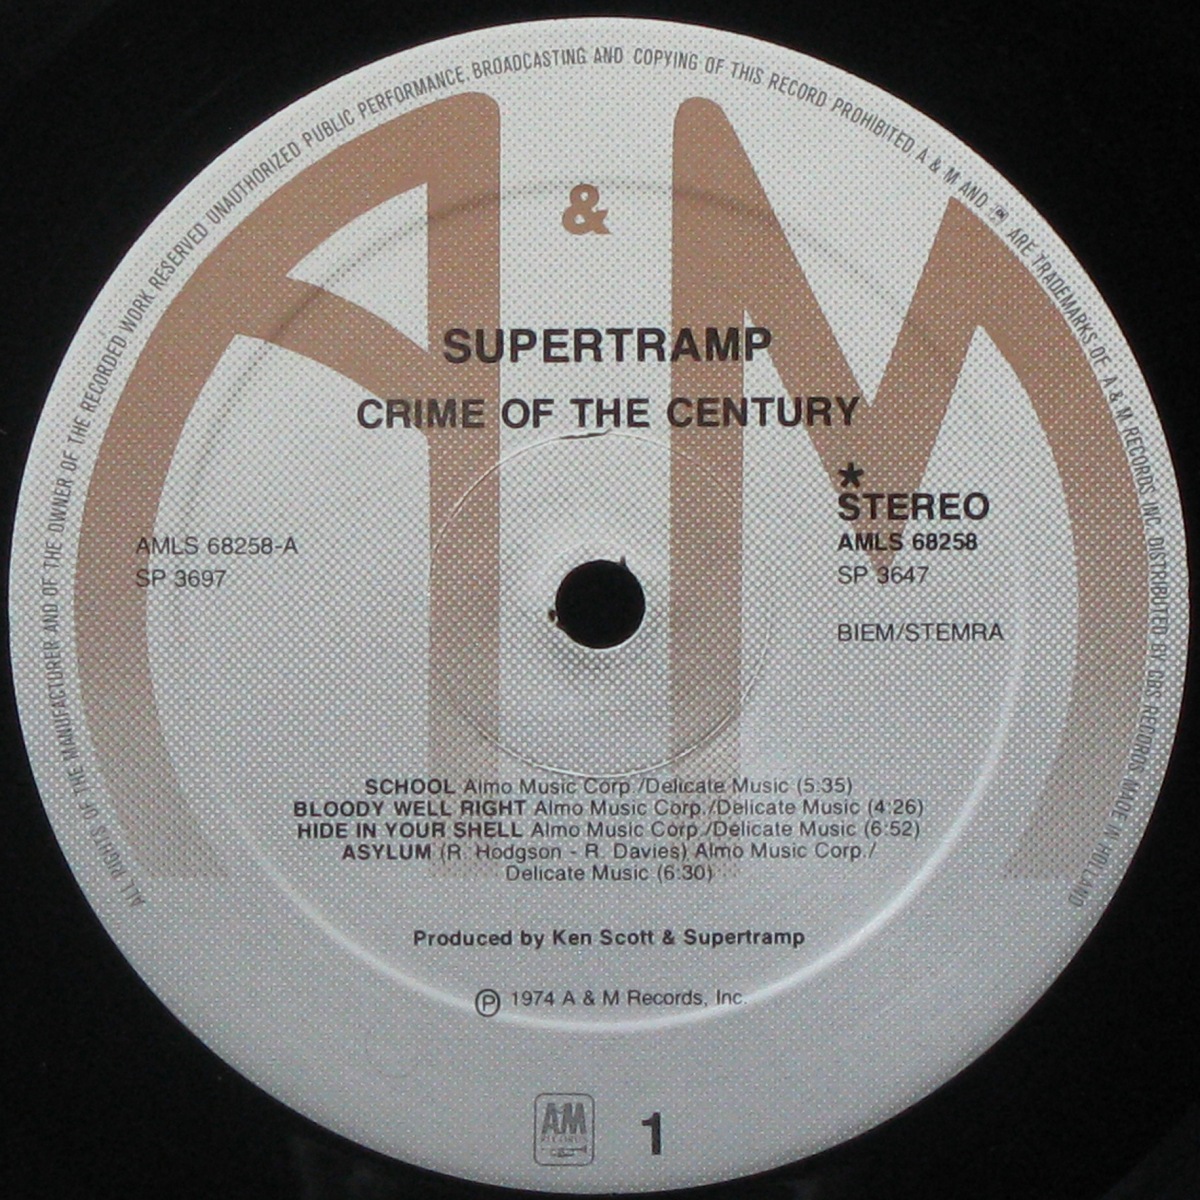 ALL RIGHTS OF THE MANUFACTURER AND OF THE OWNER OF THE RECORDED WORK RESERVED UNAUTHORIZED PUBLIC PERFORMANCE, BROADCASTING AND COPYING OF THIS RECORD PROHIBITED A & M AND ARE TRADEMARKS OF A & M RECORDS INC. DISTRIBUTED BY CBS RECORDS MADE IN HOLLAND
A & M
SUPERTRAMP
CRIME OF THE CENTURY
★
STEREO
AMLS 68258-A
AMLS 68258
SP 3697
SP 3647
BIEM/STEMRA
SCHOOL Almo Music Corp./Delicate Music (5:35)
BLOODY WELL RIGHT Almo Music Corp./Delicate Music (4:26)
HIDE IN YOUR SHELL Almo Music Corp./Delicate Music (6:52)
ASYLUM (R. Hodgson - R. Davies) Almo Music Corp./
Delicate Music (6:30)
Produced by Ken Scott & Supertramp
℗ 1974 A & M Records, Inc.
AM
RECORDS
1